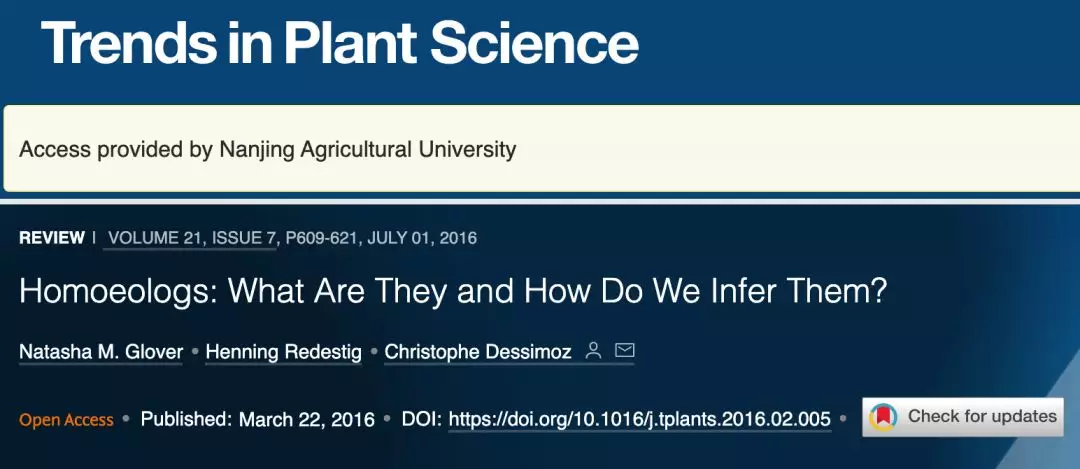 Trends in Plant Science
Access provided by Nanjing Agricultural University
REVIEW | VOLUME 21, ISSUE 7, P609-621, JULY 01, 2016
Homoeologs: What Are They and How Do We Infer Them?
Natasha M. Glover • Henning Redestig • Christophe Dessimoz
Open Access • Published: March 22, 2016 • DOI: https://doi.org/10.1016/j.tplants.2016.02.005 • Check for updates